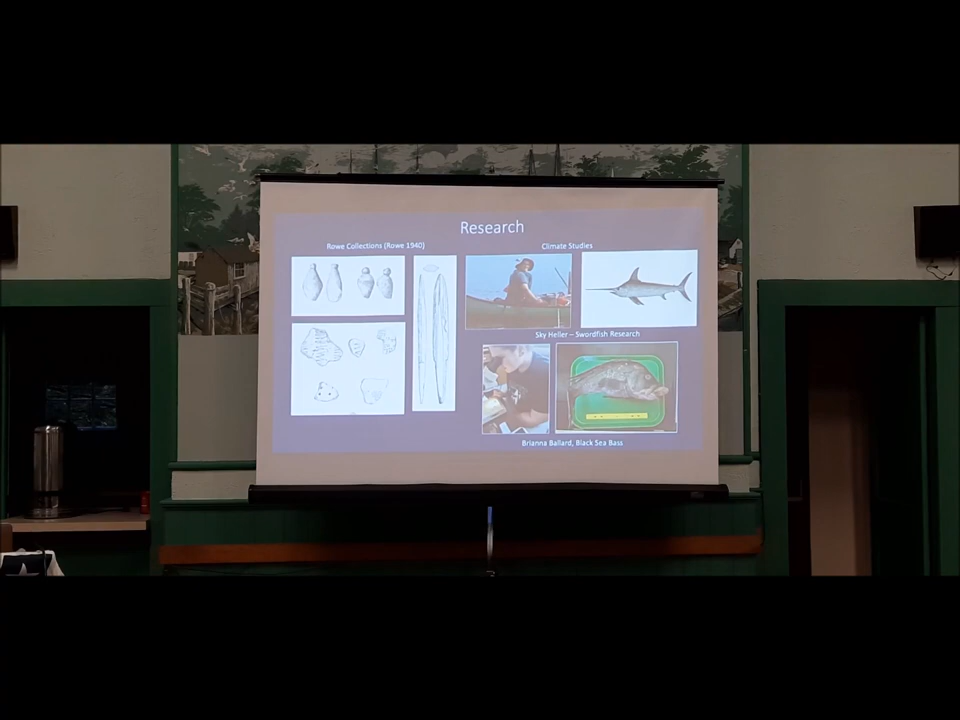 Research
Rowe Collections (Rowe 1940)
Climate Studies
Sky Heller – Swordfish Research
Brianna Ballard, Black Sea Bass